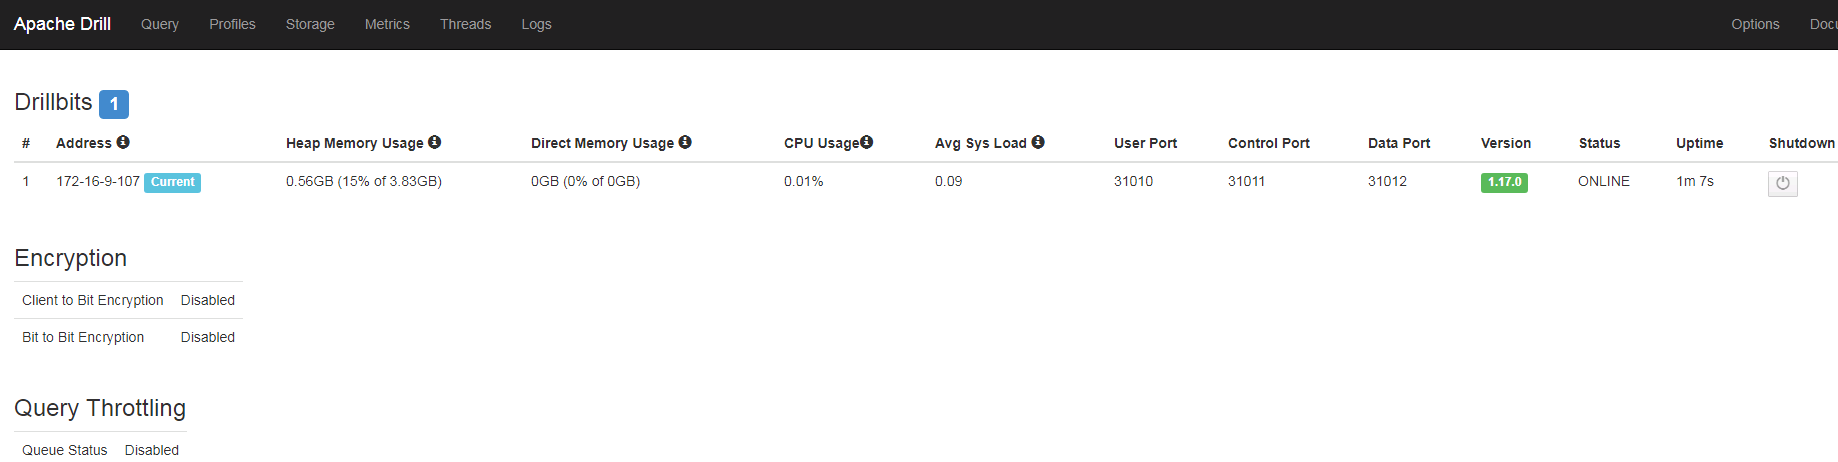 Apache Drill Query Profiles Storage Metrics Threads Logs Options Docu
Drillbits 1
# Address Heap Memory Usage Direct Memory Usage CPU Usage Avg Sys Load User Port Control Port Data Port Version Status Uptime Shutdown
1 172-16-9-107 Current 0.56GB (15% of 3.83GB) 0GB (0% of 0GB) 0.01% 0.09 31010 31011 31012 1.17.0 ONLINE 1m 7s
Encryption
Client to Bit Encryption Disabled
Bit to Bit Encryption Disabled
Query Throttling
Queue Status Disabled